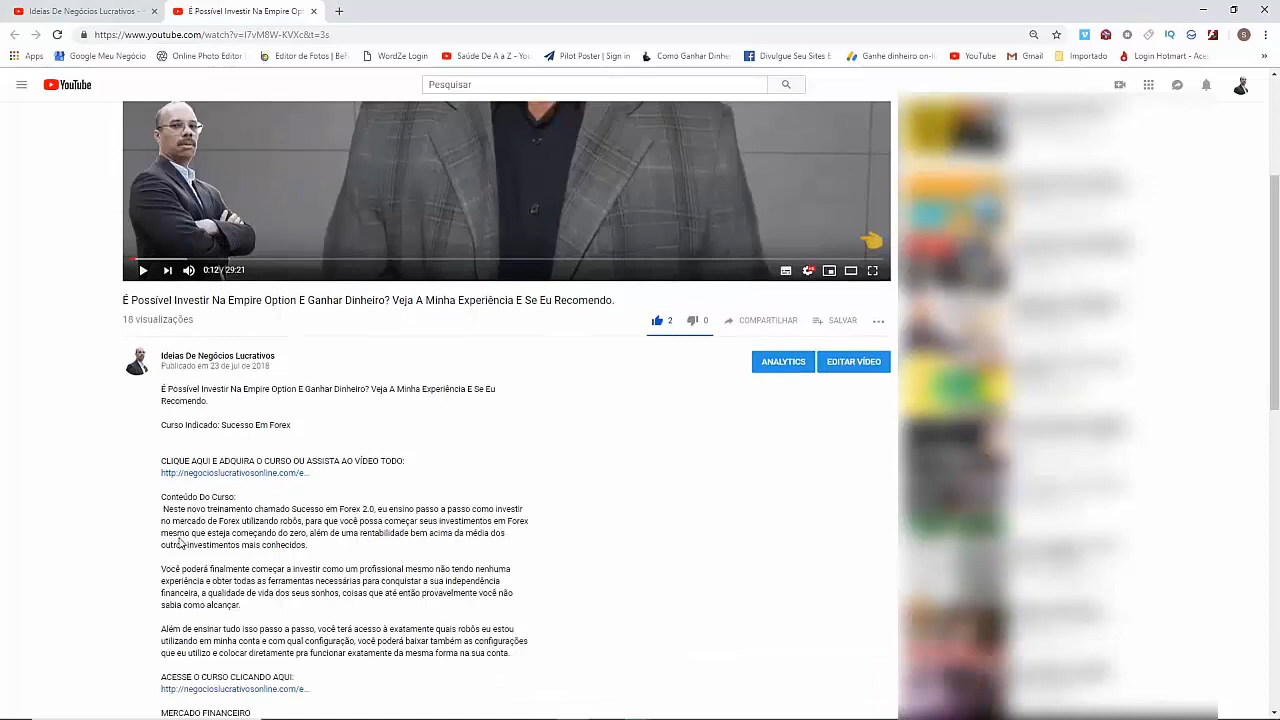 Ideias De Negócios Lucrativos -
É Possível Investir Na Empire Op
https://www.youtube.com/watch?v=I7vM8W-KVXc&t=3s
Apps
Google Meu Negócio
Online Photo Editor
Editor de Fotos | BeF
WordZe Login
Saúde De A a Z - You
Pilot Poster | Sign in
Como Ganhar Dinhe
Divulgue Seu Sites E
Ganhe dinheiro on-li
YouTube
Gmail
Importado
Login Hotmart - Aces
YouTube
Pesquisar
0:12 / 29:21
É Possível Investir Na Empire Option E Ganhar Dinheiro? Veja A Minha Experiência E Se Eu Recomendo.
18 visualizações
2
0
COMPARTILHAR
SALVAR
Ideias De Negócios Lucrativos
Publicado em 23 de jul de 2018
ANALYTICS
EDITAR VÍDEO
É Possível Investir Na Empire Option E Ganhar Dinheiro? Veja A Minha Experiência E Se Eu
Recomendo.
Curso Indicado: Sucesso Em Forex
CLIQUE AQUI E ADQUIRA O CURSO OU ASSISTA AO VÍDEO TODO:
http://negocioslucrativosonline.com/e...
Conteúdo Do Curso:
Neste novo treinamento chamado Sucesso em Forex 2.0, eu ensino passo a passo como investir
no mercado de Forex utilizando robôs, para que você possa começar seus investimentos em Forex
mesmo que esteja começando do zero, além de uma rentabilidade bem acima da média dos
outros investimentos mais conhecidos.
Você poderá finalmente começar a investir como um profissional mesmo não tendo nenhuma
experiência e obter todas as ferramentas necessárias para conquistar a sua independência
financeira, a qualidade de vida dos seus sonhos, coisas que até então provavelmente você não
sabia como alcançar.
Além de ensinar tudo isso passo a passo, você terá acesso à exatamente quais robôs eu estou
utilizando em minha conta e com qual configuração, você poderá baixar também as configurações
que eu utilizo e colocar diretamente pra funcionar exatamente da mesma forma na sua conta.
ACESSE O CURSO CLICANDO AQUI:
http://negocioslucrativosonline.com/e...
MERCADO FINANCEIRO